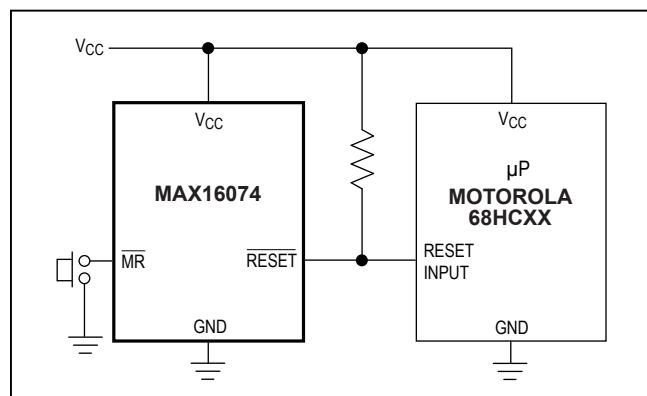 VCC
VCC
MAX16074
MR
RESET
GND
VCC
µP
MOTOROLA
68HCXX
RESET
INPUT
GND